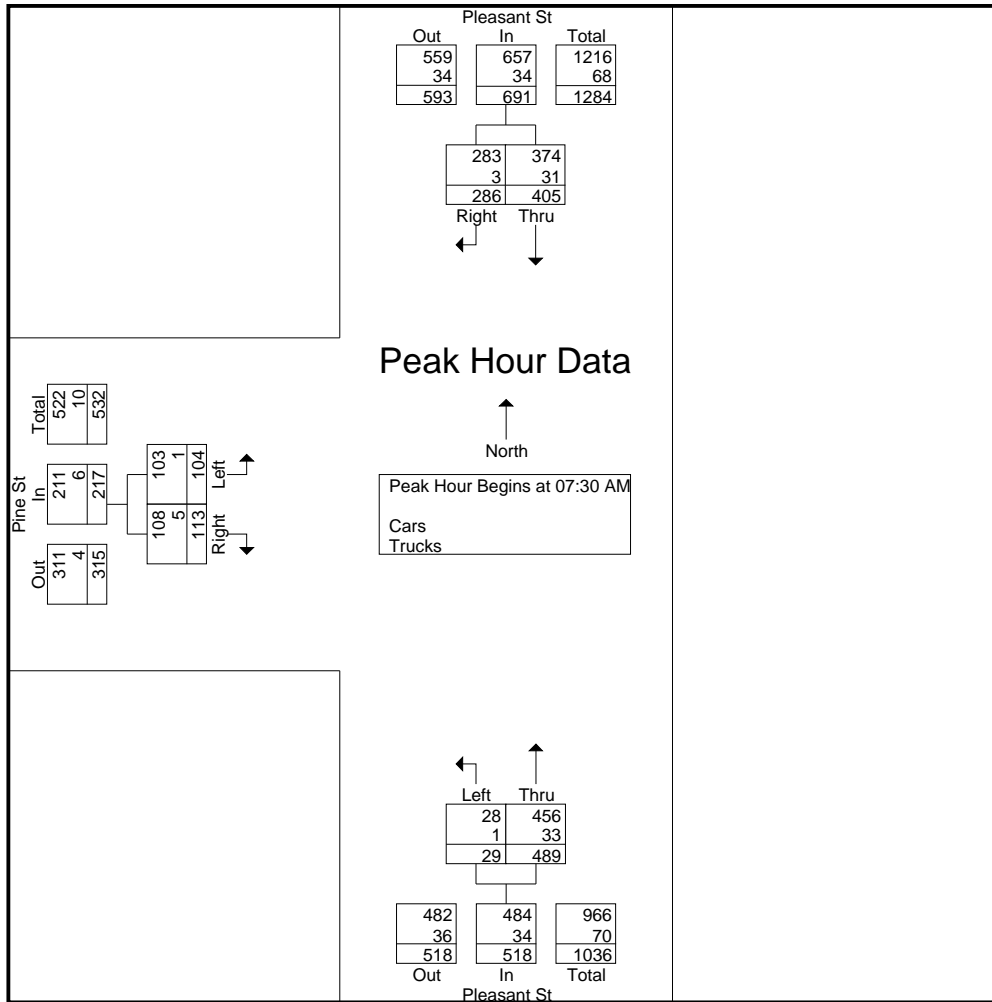 Pleasant St
Out In Total
559 657 1216
34 34 68
593 691 1284
283 374
3 31
286 405
Right Thru
Peak Hour Data
North
Peak Hour Begins at 07:30 AM
Cars
Trucks
Pine St
Total
522
10
532
In
211
6
217
Out
311
4
315
103
1
104
Left
108
5
113
Right
Left Thru
28 456
1 33
29 489
482 484 966
36 34 70
518 518 1036
Out In Total
Pleasant St